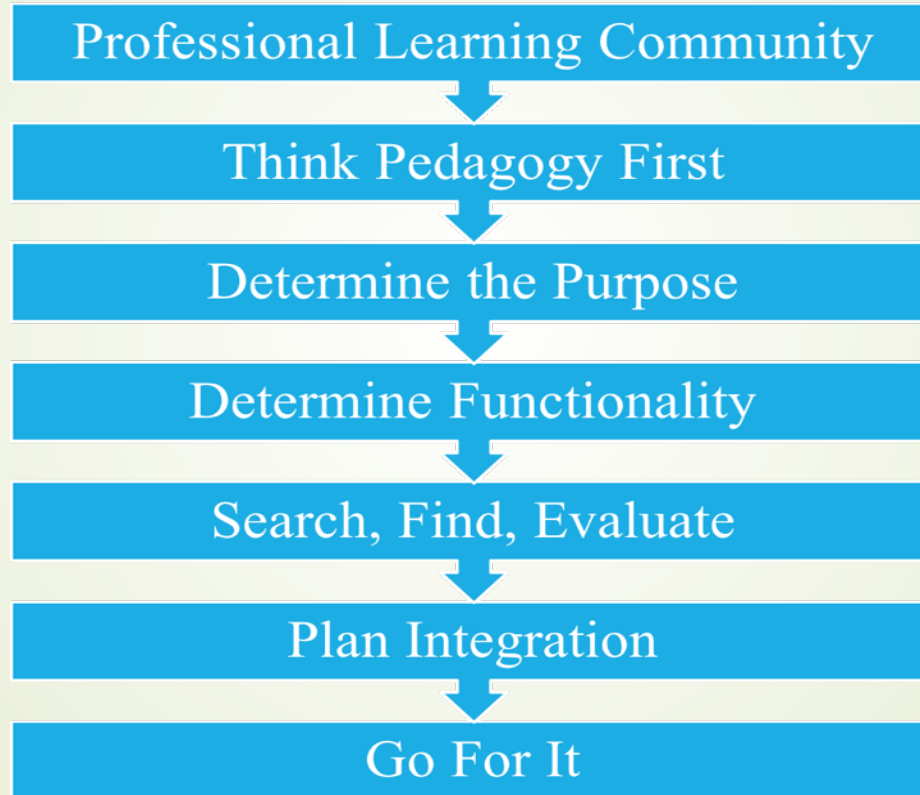 Professional Learning Community
Think Pedagogy First
Determine the Purpose
Determine Functionality
Search, Find, Evaluate
Plan Integration
Go For It